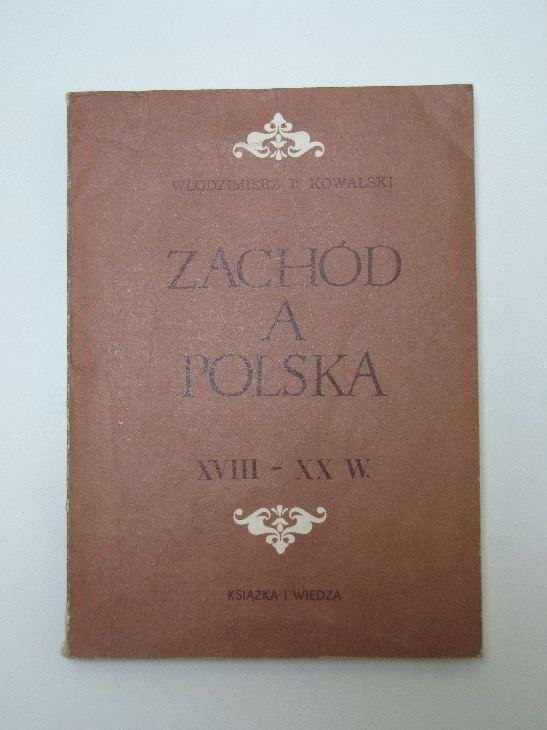 WŁODZIMIERZ T. KOWALSKI
ZACHÓD
A
POLSKA
XVIII – XX W.
KSIĄŻKA I WIEDZA